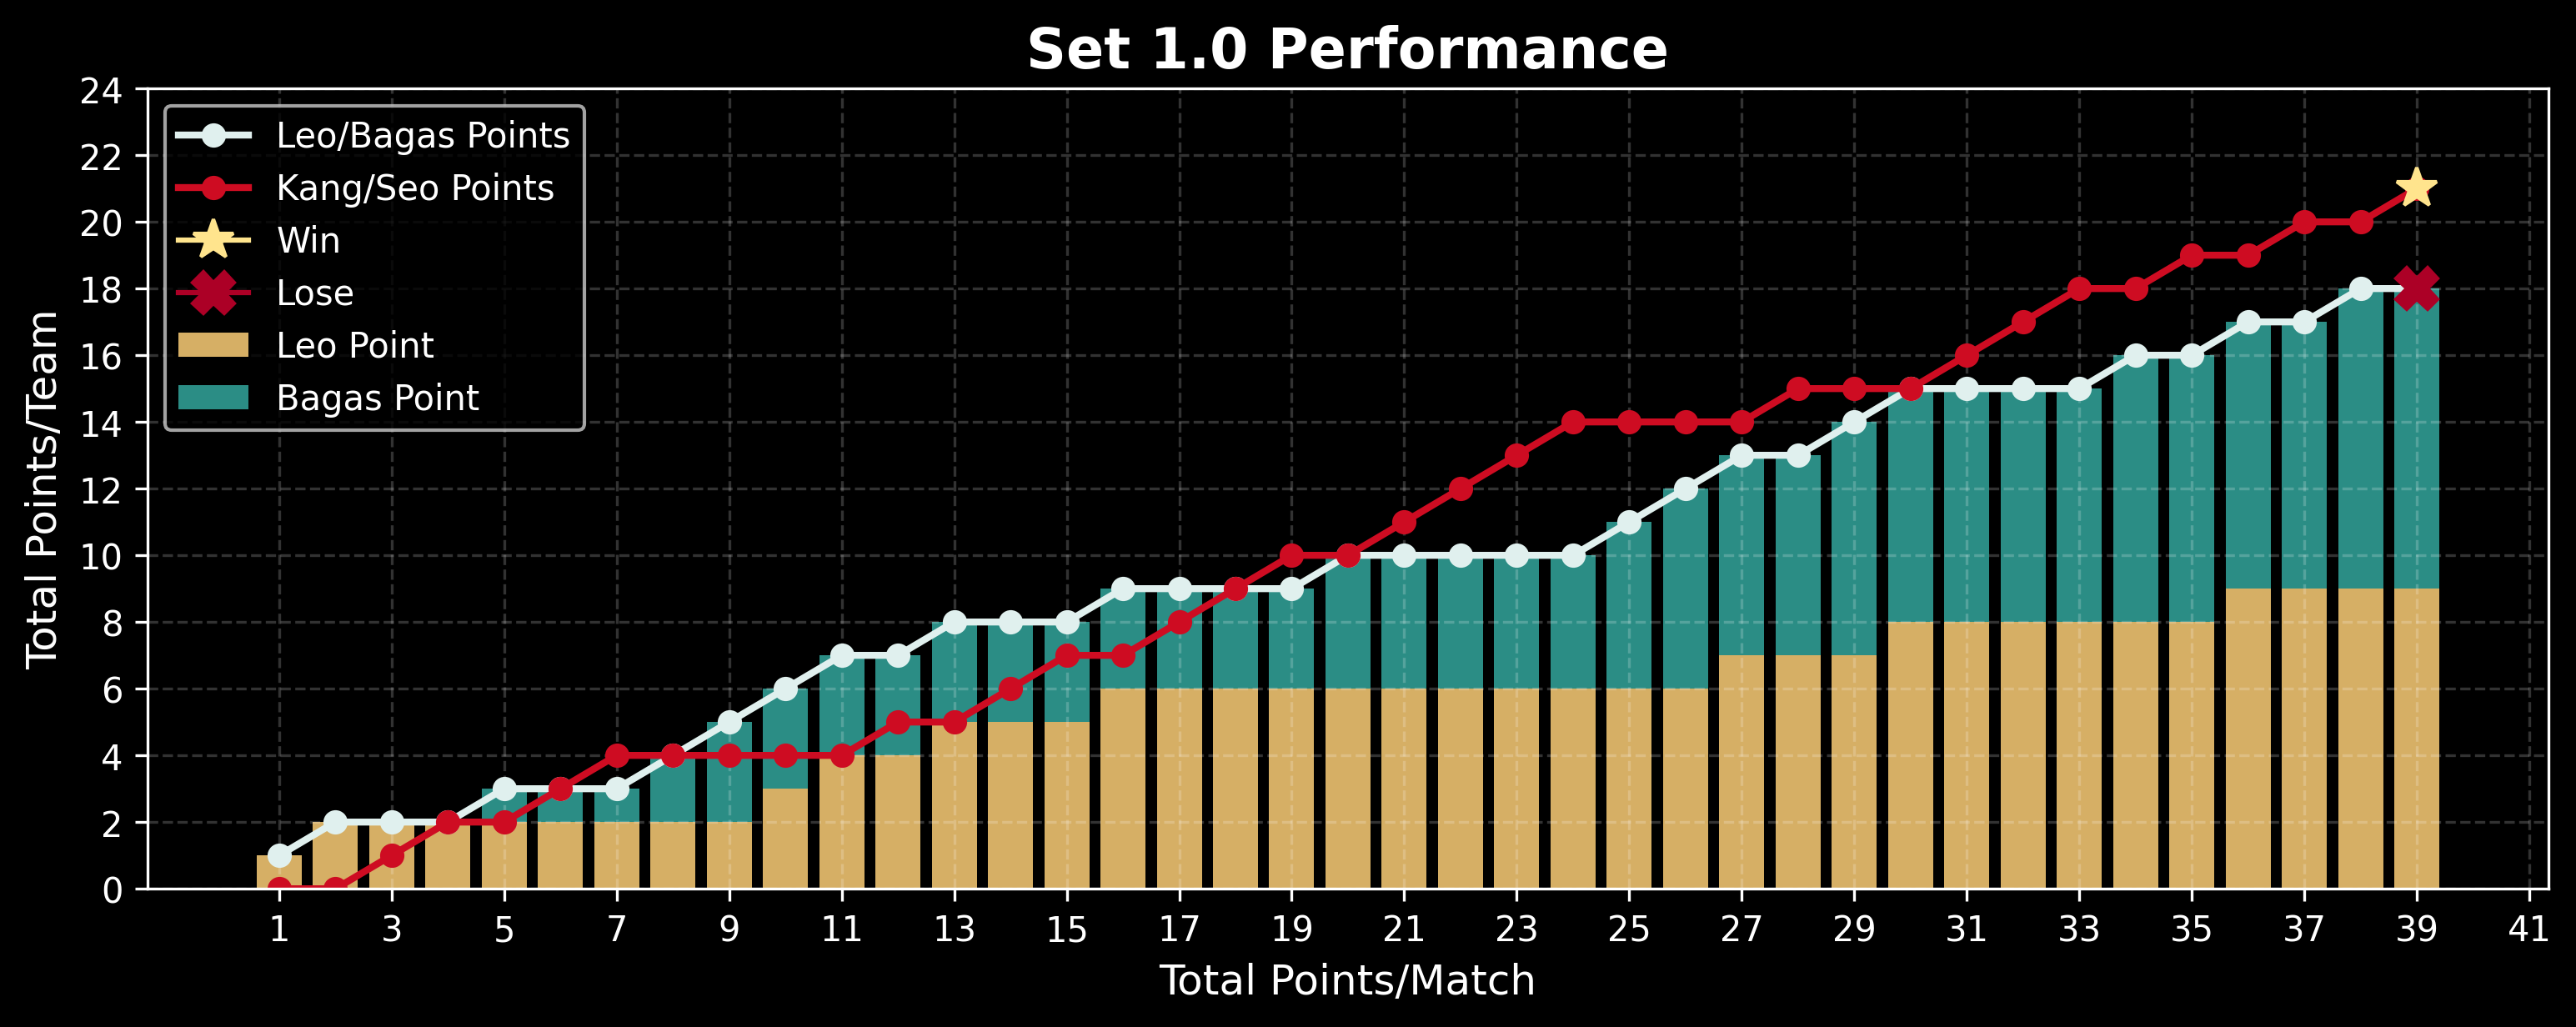 Set 1.0 Performance
Total Points/Team
24
22
20
18
16
14
12
10
8
6
4
2
0
Leo/Bagas Points
Kang/Seo Points
Win
Lose
Leo Point
Bagas Point
1 3 5 7 9 11 13 15 17 19 21 23 25 27 29 31 33 35 37 39 41
Total Points/Match